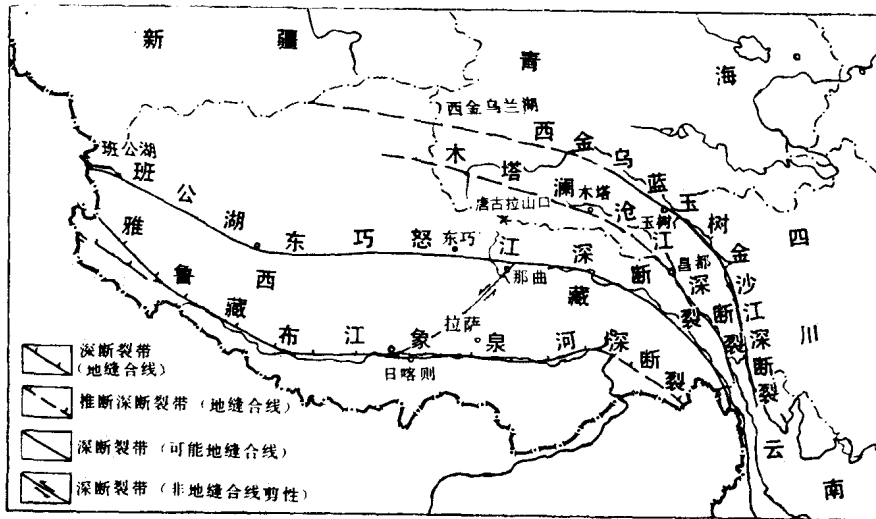 新疆
青海
西金乌兰湖
西金乌蓝玉树金沙江深断裂
木塔澜沧江深断裂
木塔
唐古拉山口
玉树
昌都
班公湖
班公湖东巧怒江深断裂
东巧
那曲
西藏
雅鲁藏布江象泉河深断裂
拉萨
日喀则
四川
云南
深断裂带
(地缝合线)
推断深断裂带 (地缝合线)
深断裂带 (可能地缝合线)
深断裂带 (非地缝合线剪性)